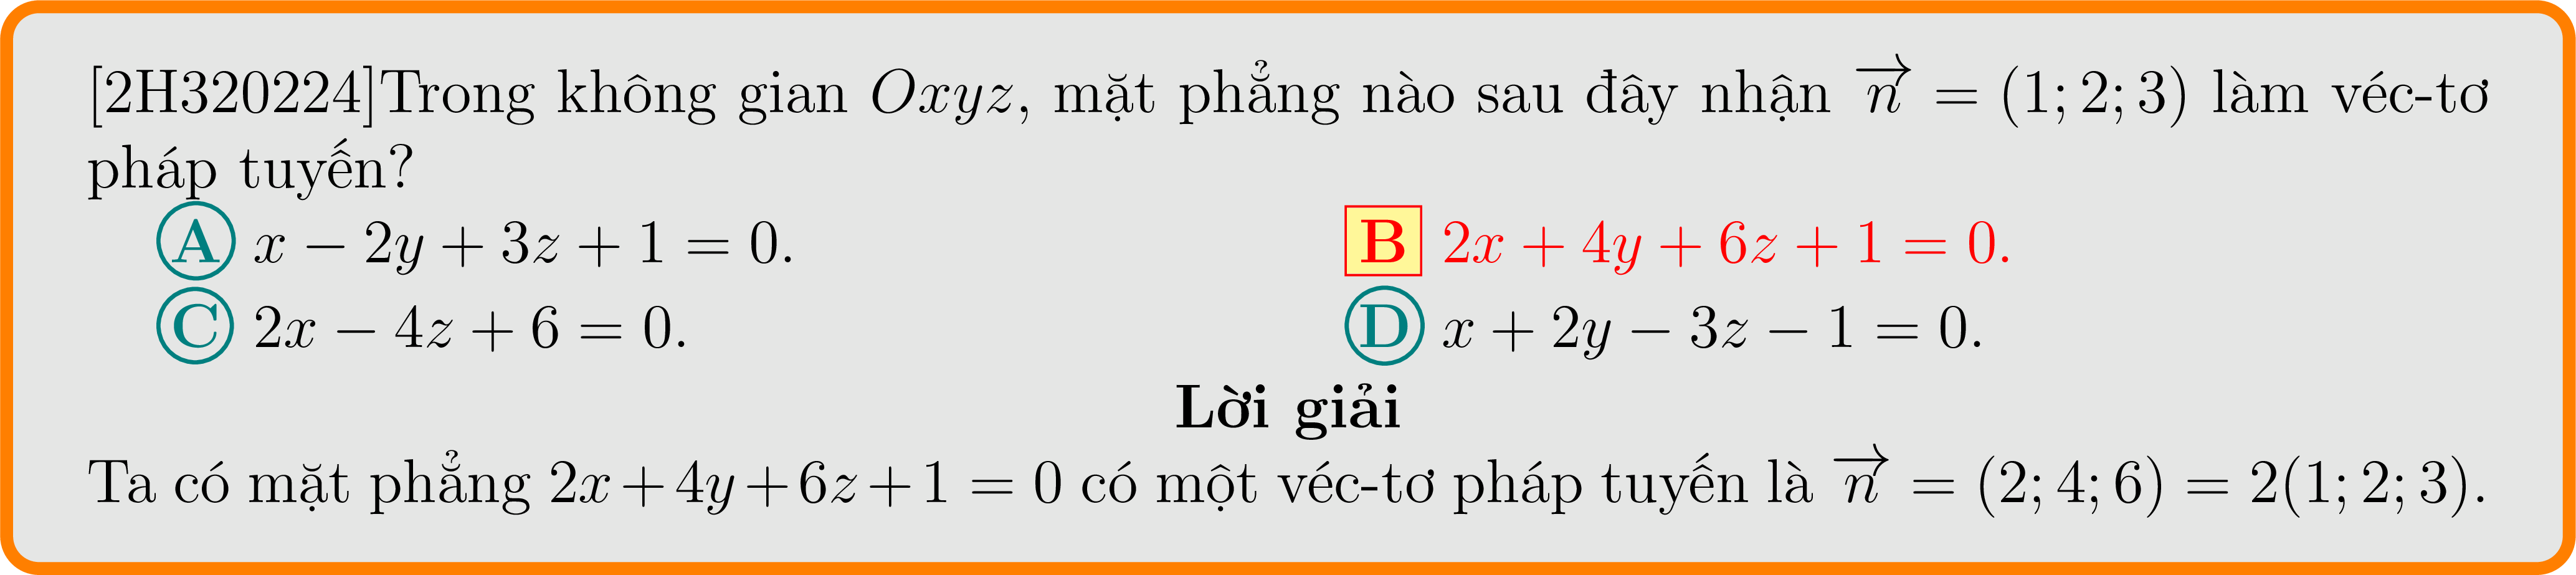 [2H320224]Trong không gian Oxyz, mặt phẳng nào sau đây nhận \overrightarrow{n} = (1; 2; 3) làm véc-tơ
pháp tuyến?
A x − 2y + 3z + 1 = 0. B 2x + 4y + 6z + 1 = 0.
C 2x − 4z + 6 = 0. D x + 2y − 3z − 1 = 0.
Lời giải
Ta có mặt phẳng 2x + 4y + 6z + 1 = 0 có một véc-tơ pháp tuyến là \overrightarrow{n} = (2; 4; 6) = 2(1; 2; 3).